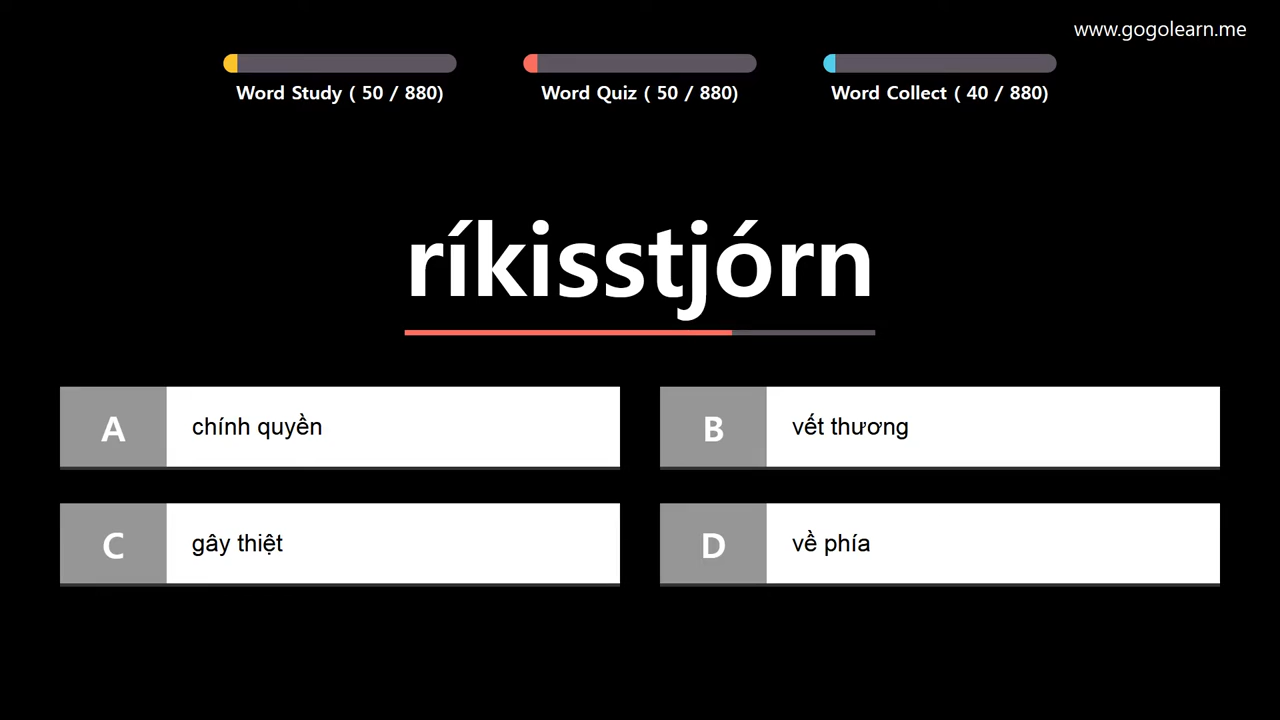 www.gogolearn.me
Word Study ( 50 / 880)
Word Quiz ( 50 / 880)
Word Collect ( 40 / 880)
ríkisstjórn
A chính quyền
B vết thương
C gây thiệt
D về phía